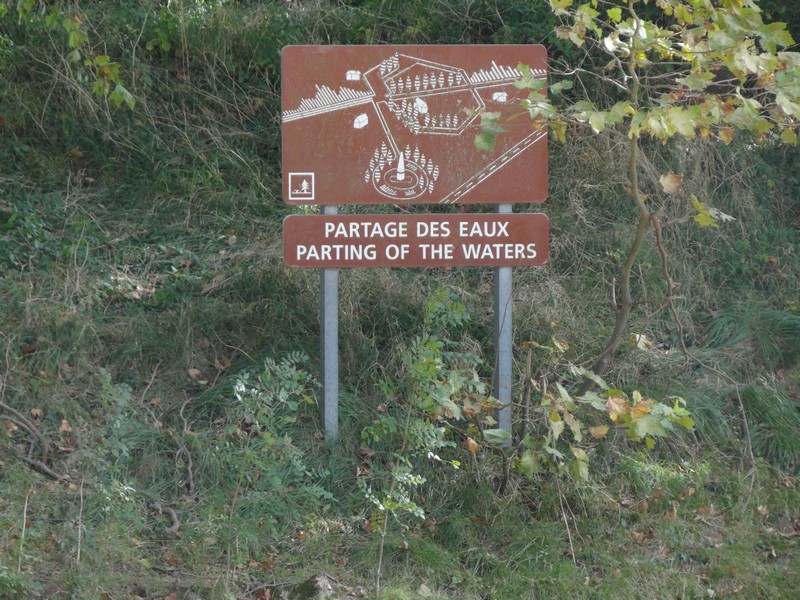 PARTAGE DES EAUX
PARTING OF THE WATERS